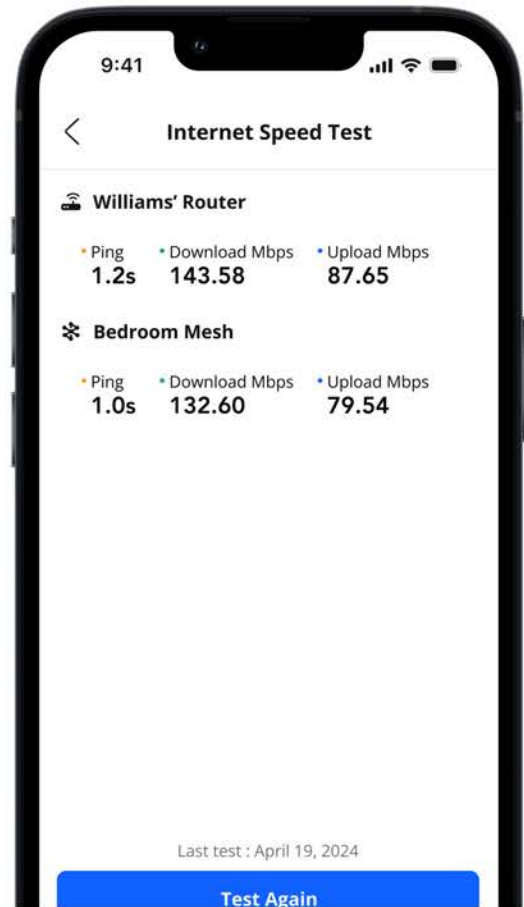 9:41
Internet Speed Test
Williams’ Router
Ping Download Mbps Upload Mbps
1.2s 143.58 87.65
Bedroom Mesh
Ping Download Mbps Upload Mbps
1.0s 132.60 79.54
Last test : April 19, 2024
Test Again